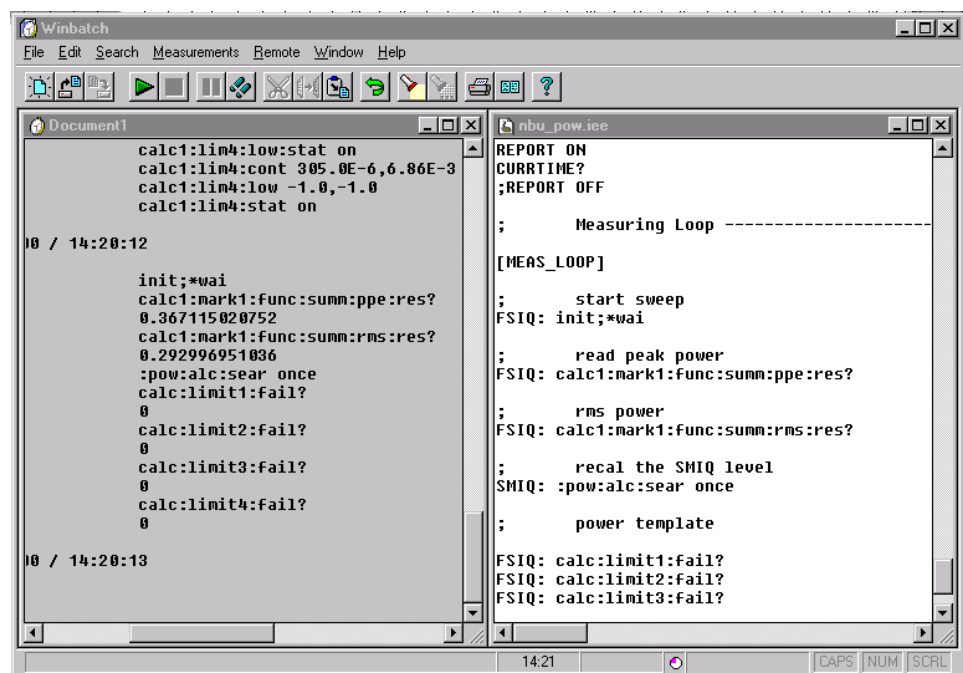 Winbatch
File Edit Search Measurements Remote Window Help
Document1
calc1:lim4:low:stat on
calc1:lim4:cont 305.0E-6,6.86E-3
calc1:lim4:low -1.0,-1.0
calc1:lim4:stat on
/ 14:20:12
init;*wai
calc1:mark1:func:summ:ppe:res?
0.367115020752
calc1:mark1:func:summ:rms:res?
0.292996951036
:pow:alc:sear once
calc:limit1:fail?
0
calc:limit2:fail?
0
calc:limit3:fail?
0
calc:limit4:fail?
0
/ 14:20:13
nbu_pow.iee
REPORT ON
CURRTIME?
;REPORT OFF
; Measuring Loop ----------------------
[MEAS_LOOP]
; start sweep
FSIQ: init;*wai
; read peak power
FSIQ: calc1:mark1:func:summ:ppe:res?
; rms power
FSIQ: calc1:mark1:func:summ:rms:res?
; recal the SMIQ level
SMIQ: :pow:alc:sear once
; power template
FSIQ: calc:limit1:fail?
FSIQ: calc:limit2:fail?
FSIQ: calc:limit3:fail?
14:21
CAPS NUM SCRL